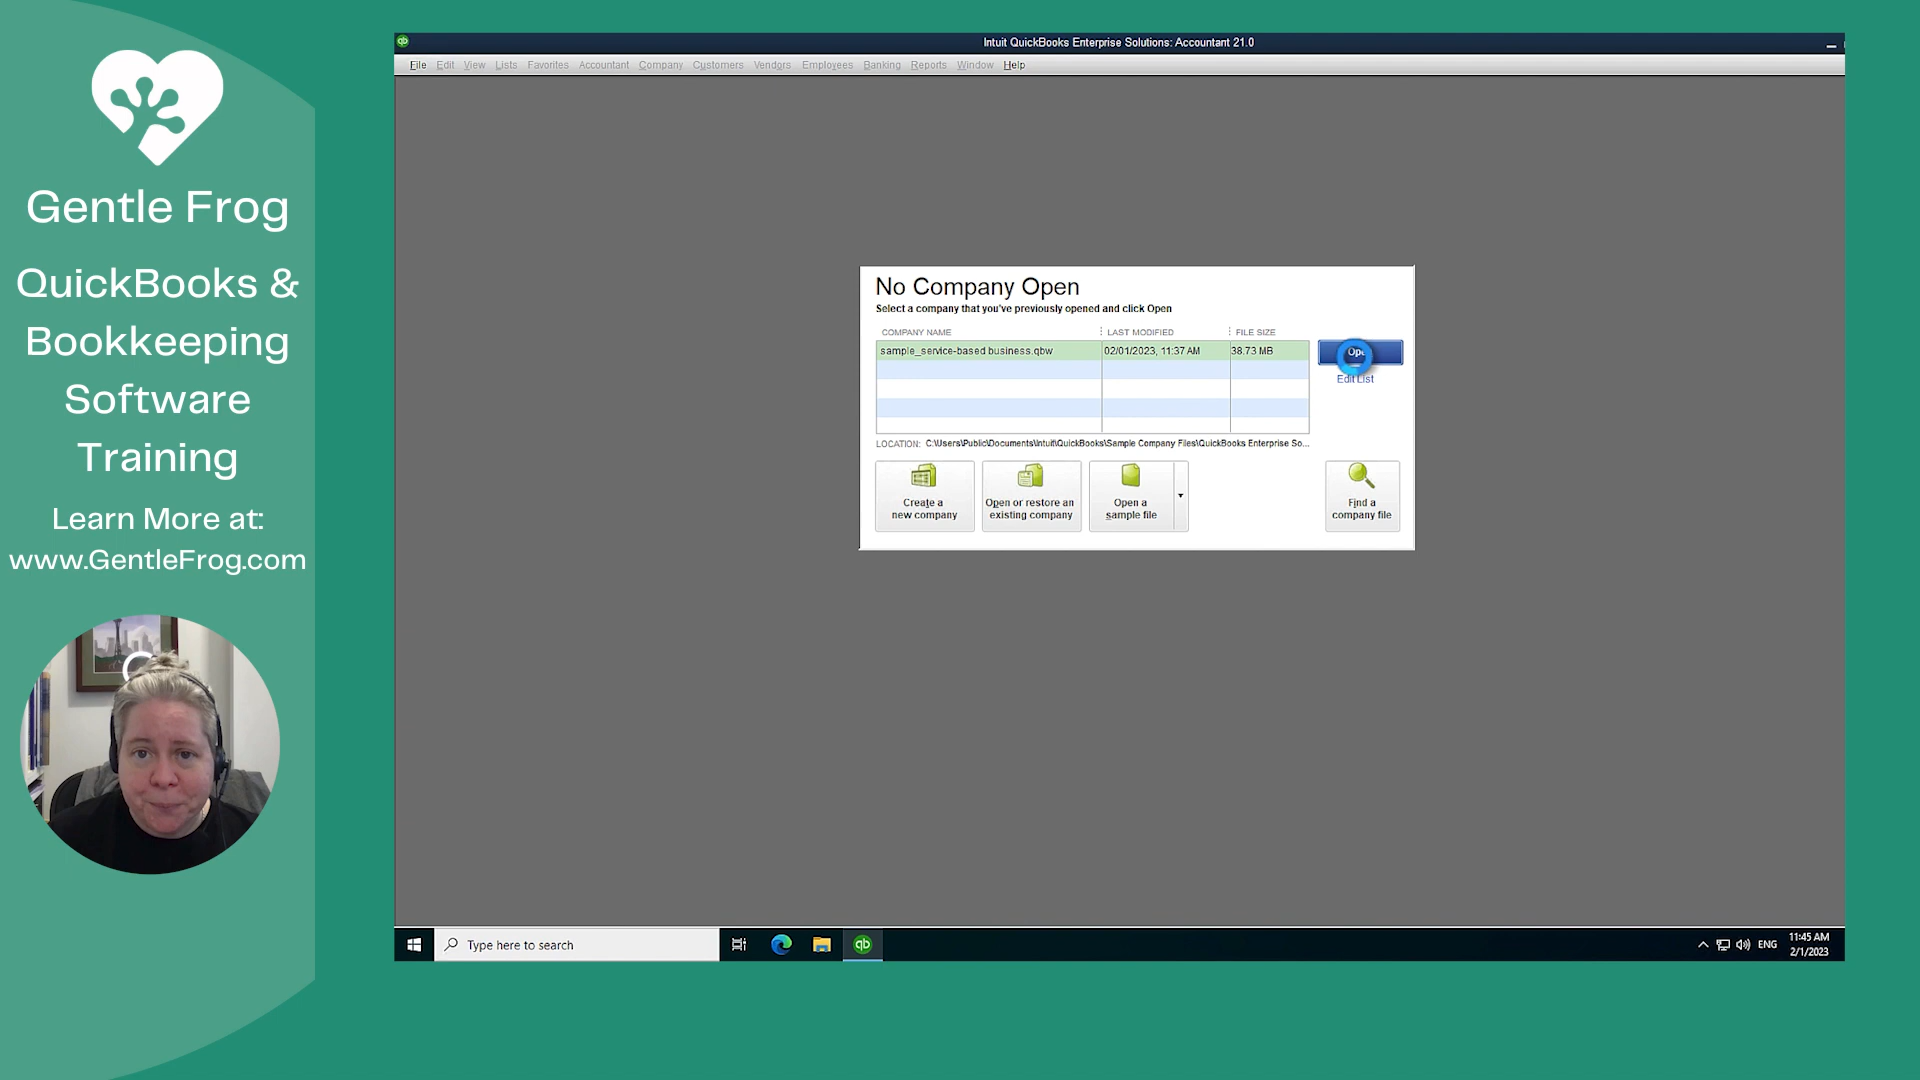 Gentle Frog
QuickBooks &
Bookkeeping
Software
Training
Learn More at:
www.GentleFrog.com
qb
Intuit QuickBooks Enterprise Solutions: Accountant 21.0
File Edit View Lists Favorites Accountant Company Customers Vendors Employees Banking Reports Window Help
No Company Open
Select a company that you've previously opened and click Open
COMPANY NAME LAST MODIFIED FILE SIZE
sample_service-based business.qbw 02/01/2023, 11:37 AM 38.73 MB
Edit List
LOCATION: C:\Users\Public\Documents\Intuit\QuickBooks\Sample Company Files\QuickBooks Enterprise So...
Create a
new company
Open or restore an
existing company
Open a
sample file
Find a
company file
Type here to search
qb
ENG
11:45 AM
2/1/2023